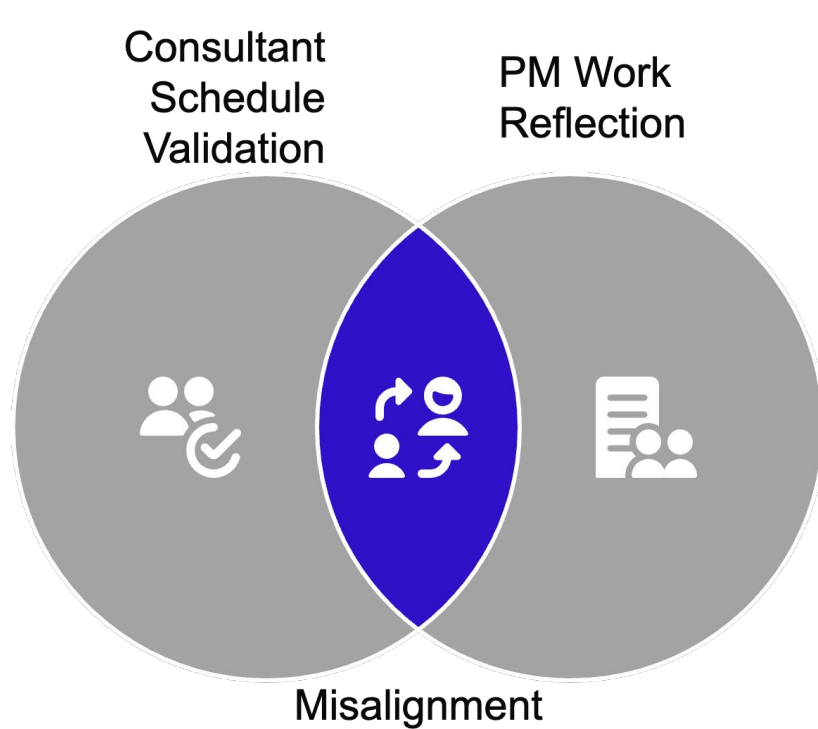 Consultant
Schedule
Validation
PM Work
Reflection
Misalignment